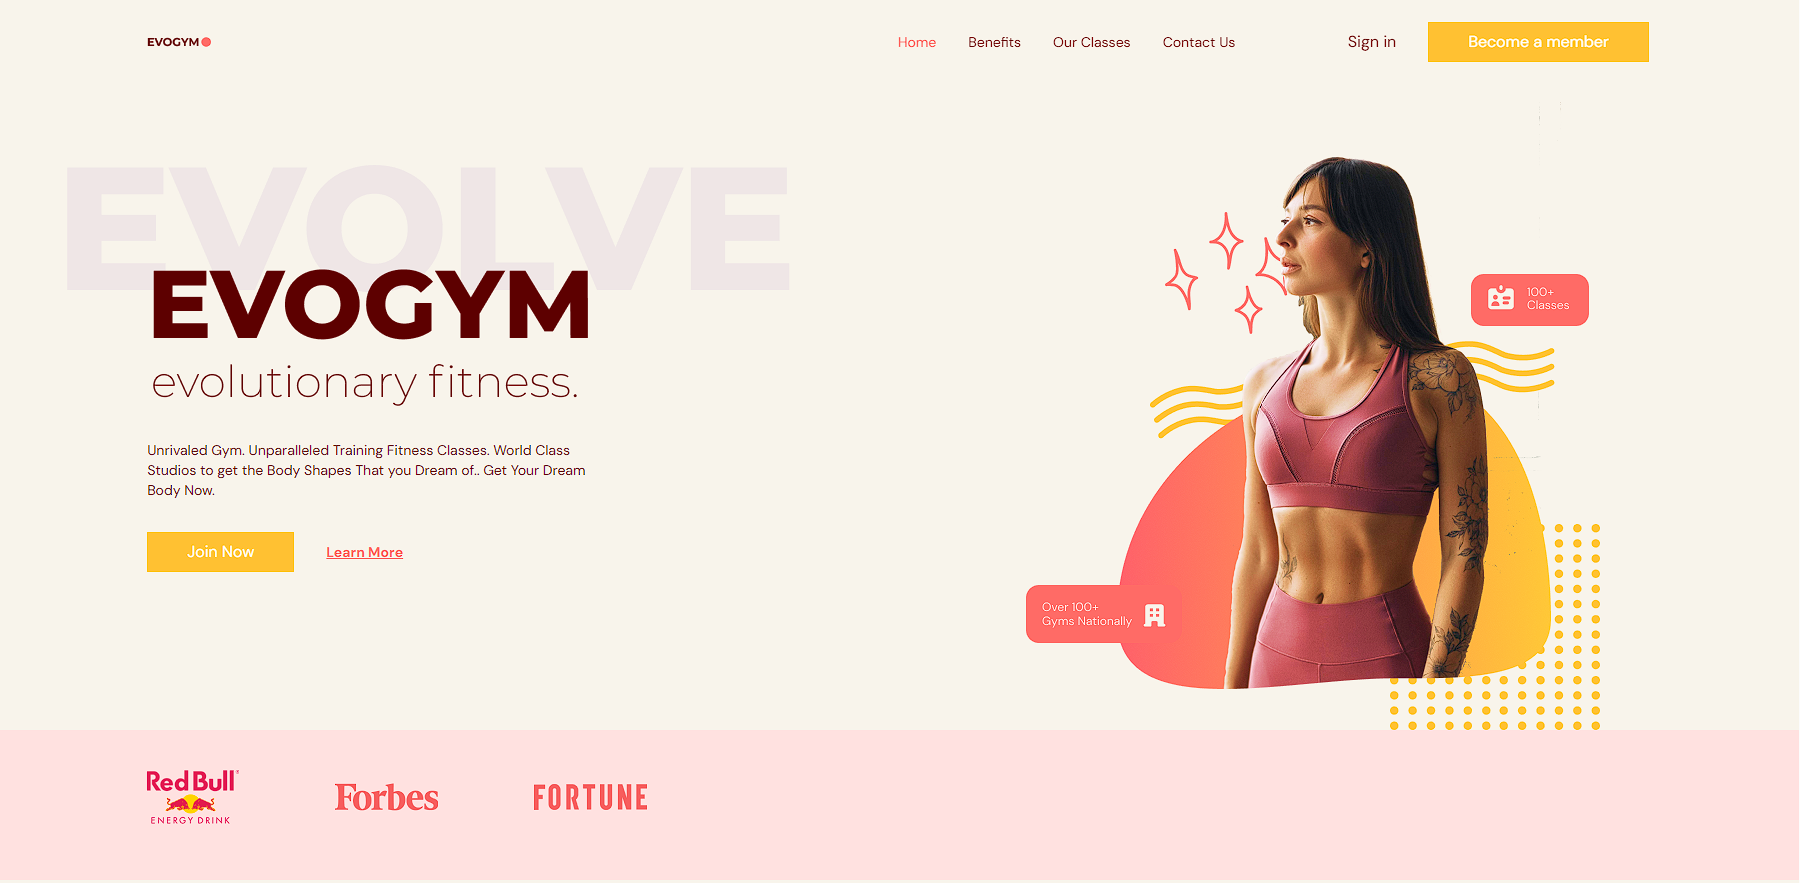 EVOGYM
Home
Benefits
Our Classes
Contact Us
Sign in
Become a member
EVOLVE
EVOGYM
evolutionary fitness.
Unrivaled Gym. Unparalleled Training Fitness Classes. World Class
Studios to get the Body Shapes That you Dream of.. Get Your Dream
Body Now.
Join Now
Learn More
100+
Classes
Over 100+
Gyms Nationally
Red Bull
ENERGY DRINK
Forbes
FORTUNE